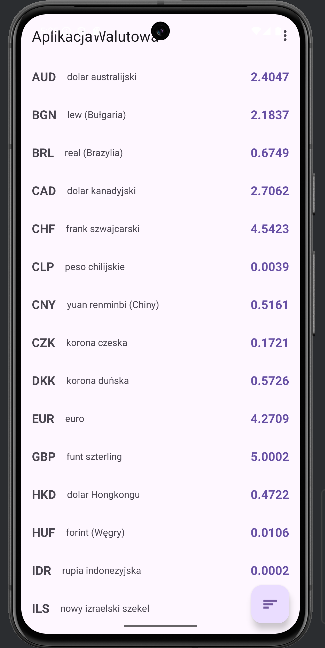 AplikacjaWalutowa
AUD dolar australijski 2.4047
BGN lew (Bułgaria) 2.1837
BRL real (Brazylia) 0.6749
CAD dolar kanadyjski 2.7062
CHF frank szwajcarski 4.5423
CLP peso chilijskie 0.0039
CNY yuan renminbi (Chiny) 0.5161
CZK korona czeska 0.1721
DKK korona duńska 0.5726
EUR euro 4.2709
GBP funt szterling 5.0002
HKD dolar Hongkongu 0.4722
HUF forint (Węgry) 0.0106
IDR rupia indonezyjska 0.0002
ILS nowy izraelski szekel